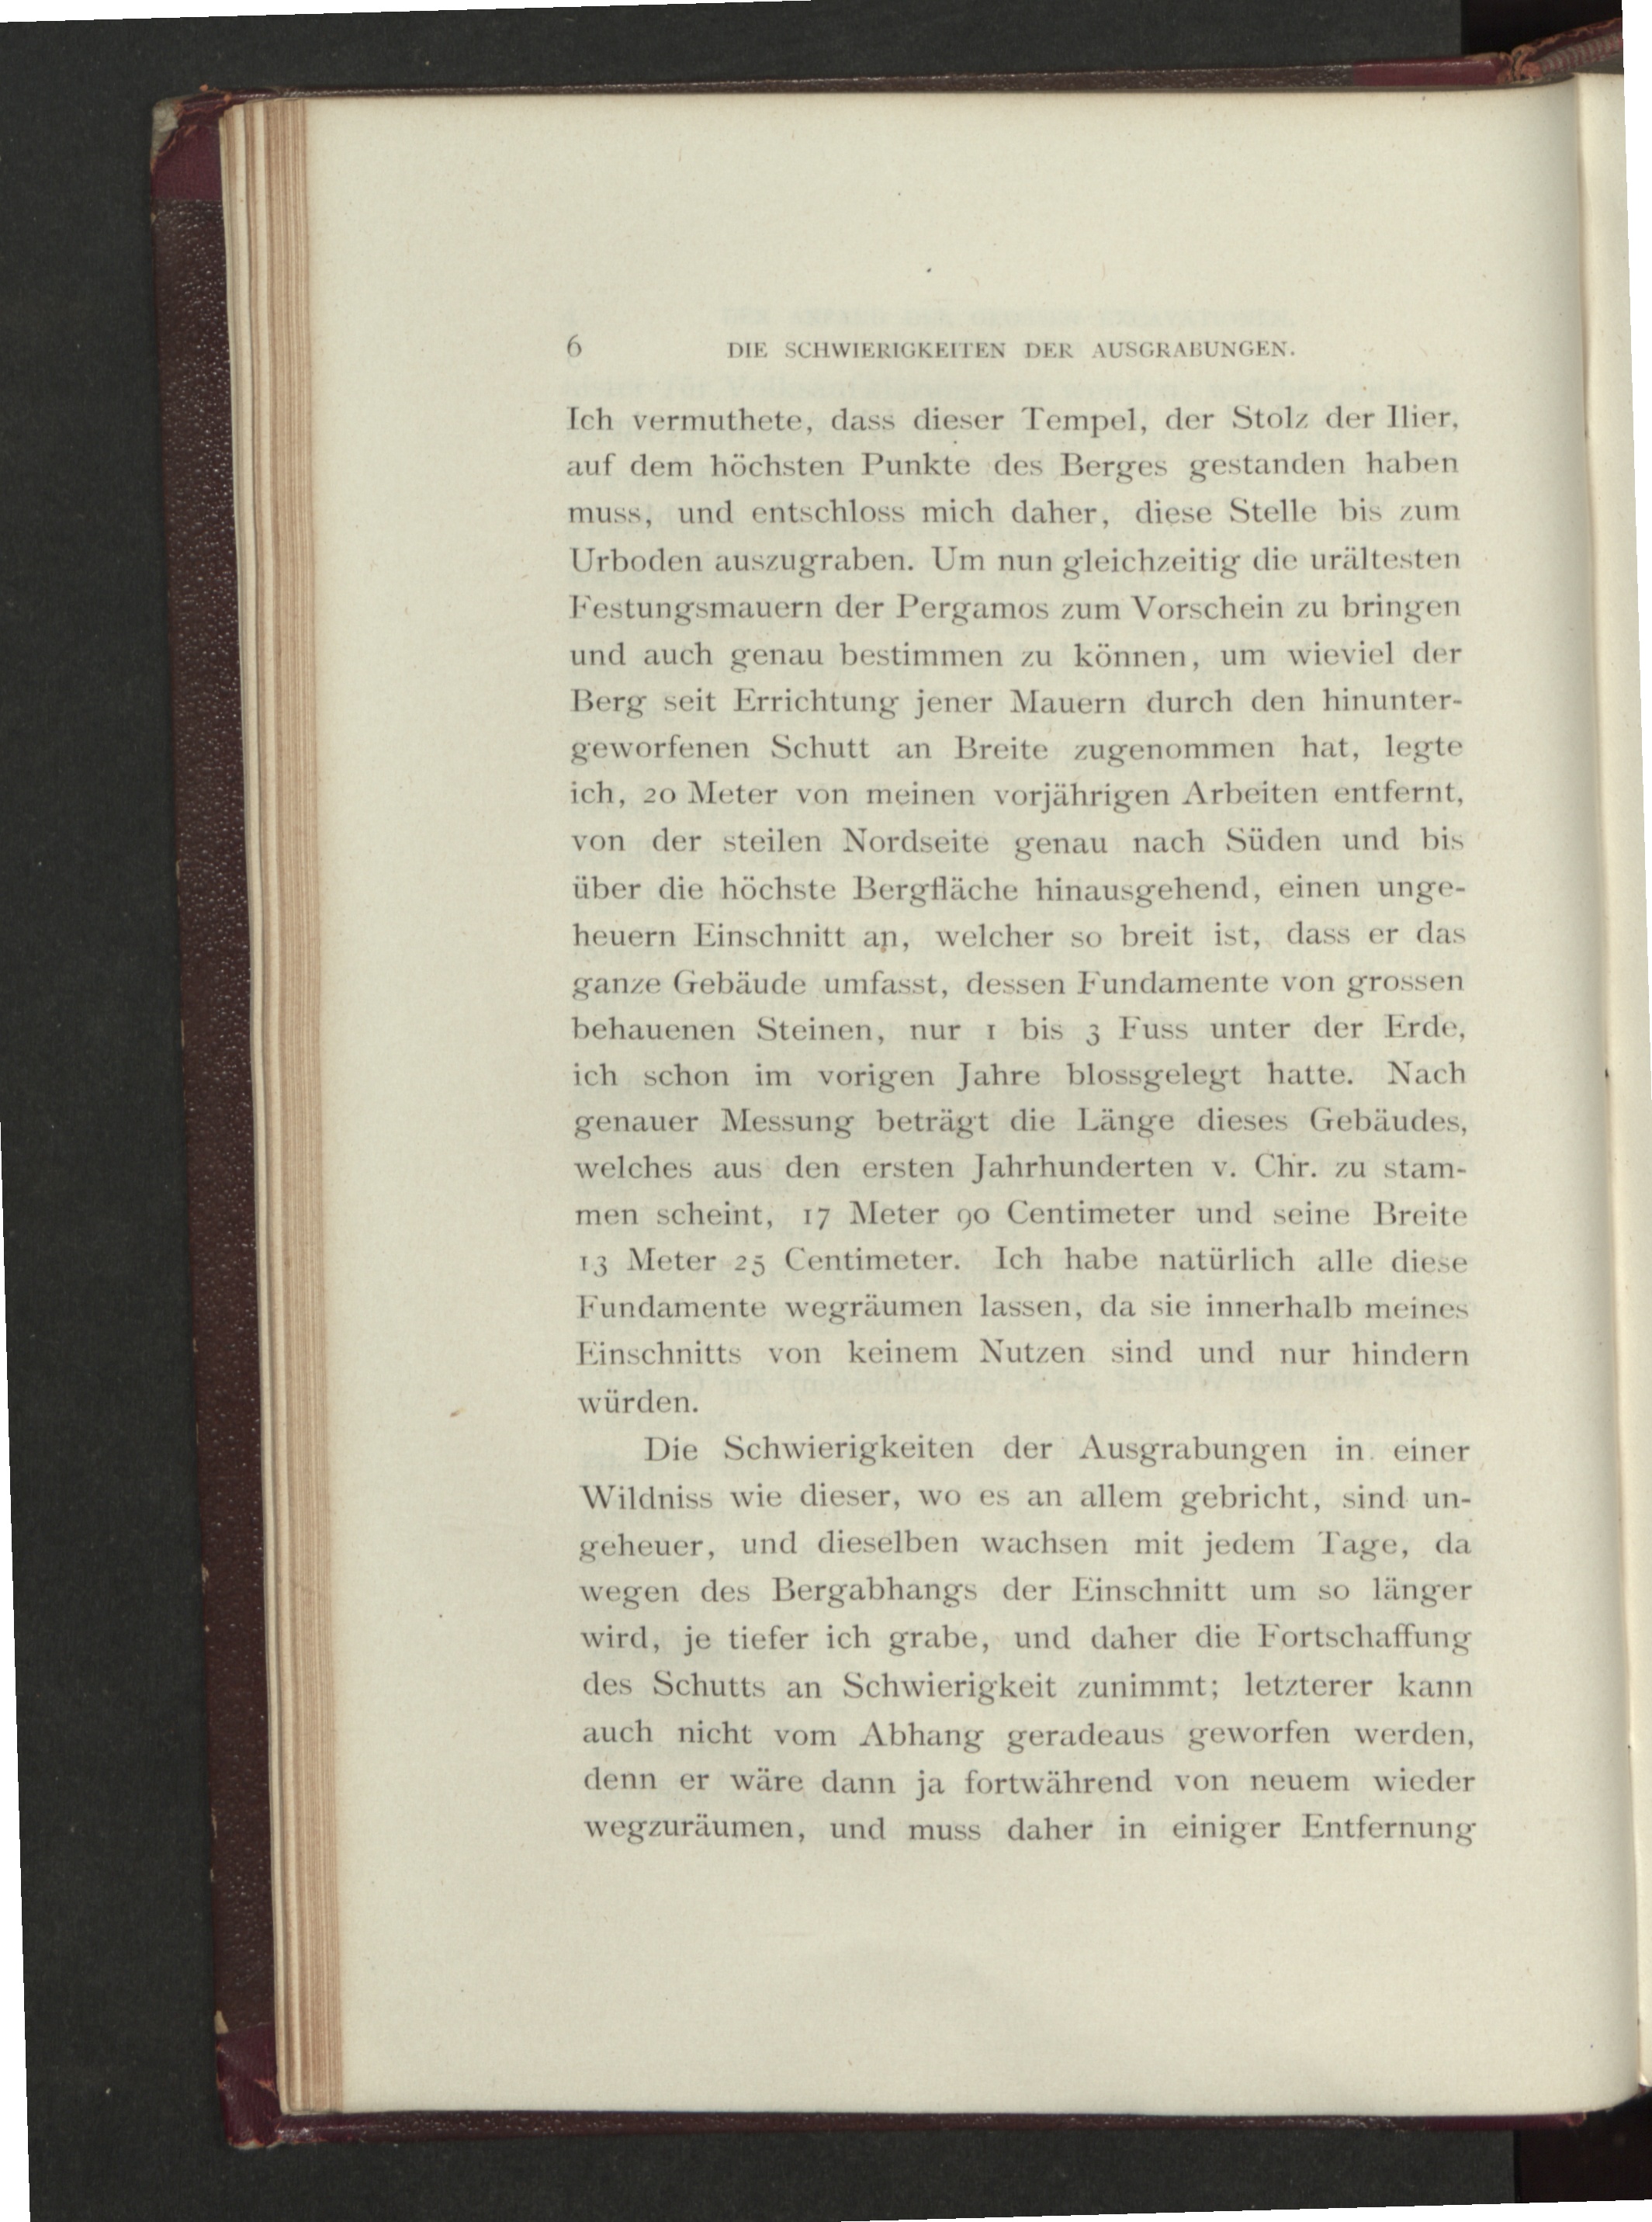 6 DIE SCHWIERIGKEITEN DER AUSGRABUNGEN.
Ich vermuthete, dass dieser Tempel, der Stolz der Ilier,
auf dem höchsten Punkte des Berges gestanden haben
muss, und entschloss mich daher, diese Stelle bis zum
Urboden auszugraben. Um nun gleichzeitig die urältesten
Festungsmauern der Pergamos zum Vorschein zu bringen
und auch genau bestimmen zu können, um wieviel der
Berg seit Errichtung jener Mauern durch den hinunter-
geworfenen Schutt an Breite zugenommen hat, legte
ich, 20 Meter von meinen vorjährigen Arbeiten entfernt,
von der steilen Nordseite genau nach Süden und bis
über die höchste Bergfläche hinausgehend, einen unge-
heuern Einschnitt an, welcher so breit ist, dass er das
ganze Gebäude umfasst, dessen Fundamente von grossen
behauenen Steinen, nur 1 bis 3 Fuss unter der Erde,
ich schon im vorigen Jahre blossgelegt hatte. Nach
genauer Messung beträgt die Länge dieses Gebäudes,
welches aus den ersten Jahrhunderten v. Chr. zu stam-
men scheint, 17 Meter 90 Centimeter und seine Breite
13 Meter 25 Centimeter. Ich habe natürlich alle diese
Fundamente wegräumen lassen, da sie innerhalb meines
Einschnitts von keinem Nutzen sind und nur hindern
würden.
Die Schwierigkeiten der Ausgrabungen in einer
Wildniss wie dieser, wo es an allem gebricht, sind un-
geheuer, und dieselben wachsen mit jedem Tage, da
wegen des Bergabhangs der Einschnitt um so länger
wird, je tiefer ich grabe, und daher die Fortschaffung
des Schutts an Schwierigkeit zunimmt; letzterer kann
auch nicht vom Abhang geradeaus geworfen werden,
denn er wäre dann ja fortwährend von neuem wieder
wegzuräumen, und muss daher in einiger Entfernung